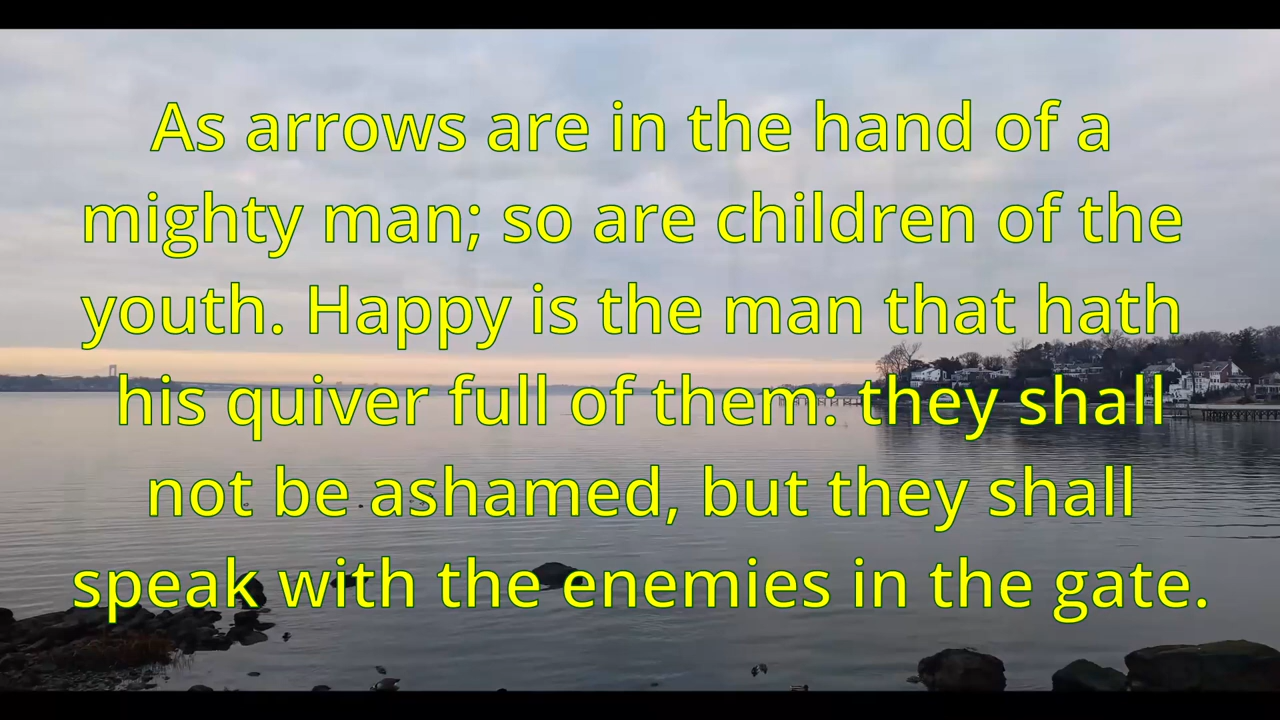 As arrows are in the hand of a
mighty man; so are children of the
youth. Happy is the man that hath
his quiver full of them: they shall
not be ashamed, but they shall
speak with the enemies in the gate.